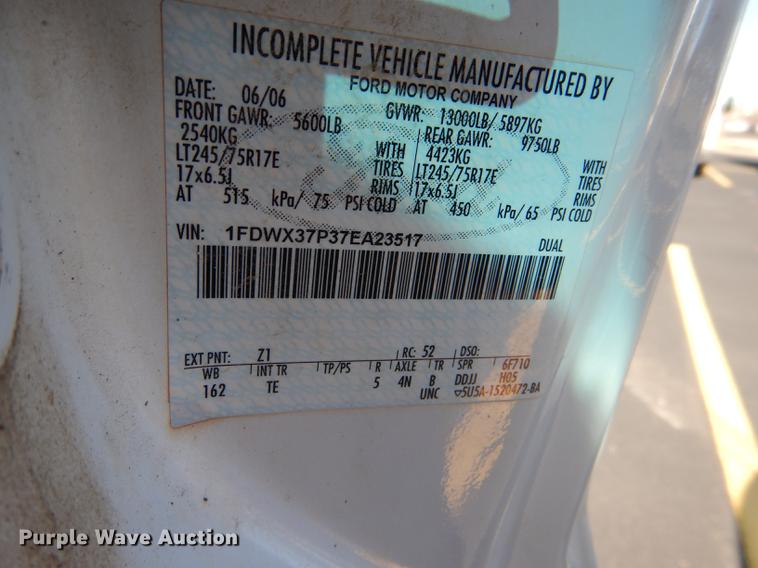 INCOMPLETE VEHICLE MANUFACTURED BY
FORD MOTOR COMPANY
DATE: 06/06 GVWR: 13000LB/ 5897KG
FRONT GAWR: 5600LB REAR GAWR: 9750LB
2540KG WITH 4423KG WITH
LT245/75R17E TIRES LT245/75R17E TIRES
17x6.5J RIMS 17x6.5J RIMS
AT 515 kPa/ 75 PSI COLD AT 450 kPa/ 65 PSI COLD
VIN: 1FDWX37P37EA23517 DUAL
EXT PNT: Z1 RC: 52 DSO:
WB INT TR TP/PS R AXLE TR SPR 6F710
162 TE 5 4N B DDJJ H05
UNC 5U5A-1520472-BA
Purple Wave Auction